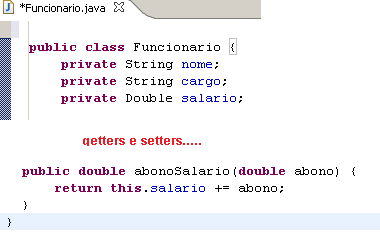 *Funcionario.java
public class Funcionario {
private String nome;
private String cargo;
private Double salario;
getters e setters.....
public double abonoSalario(double abono) {
return this.salario += abono;
}
}